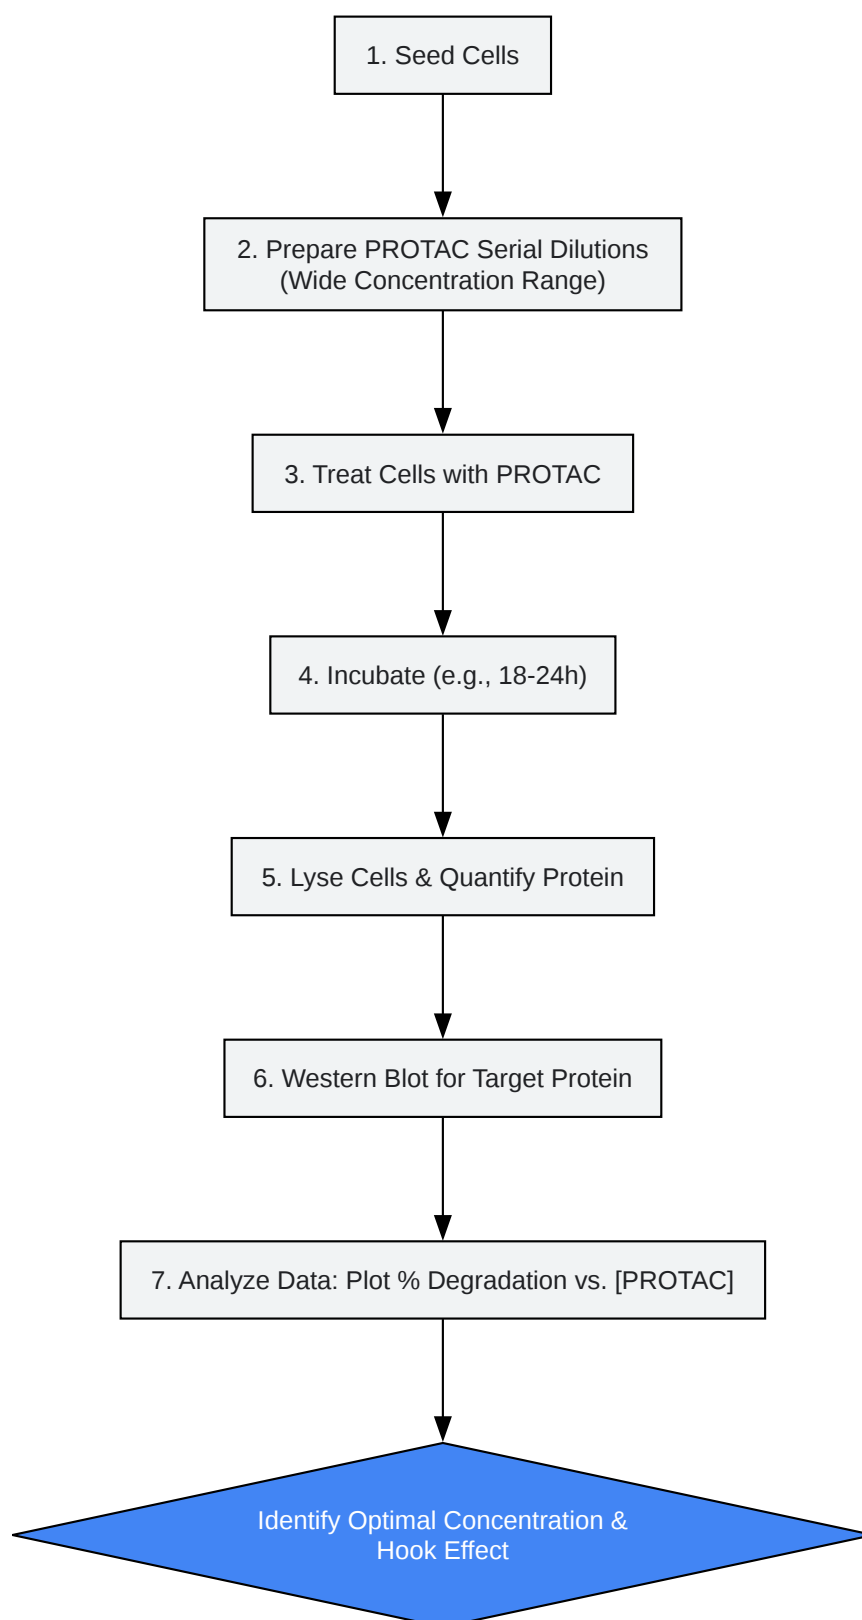 1. Seed Cells
2. Prepare PROTAC Serial Dilutions
(Wide Concentration Range)
3. Treat Cells with PROTAC
4. Incubate (e.g., 18-24h)
5. Lyse Cells & Quantify Protein
6. Western Blot for Target Protein
7. Analyze Data: Plot % Degradation vs. [PROTAC]
Identify Optimal Concentration &
Hook Effect